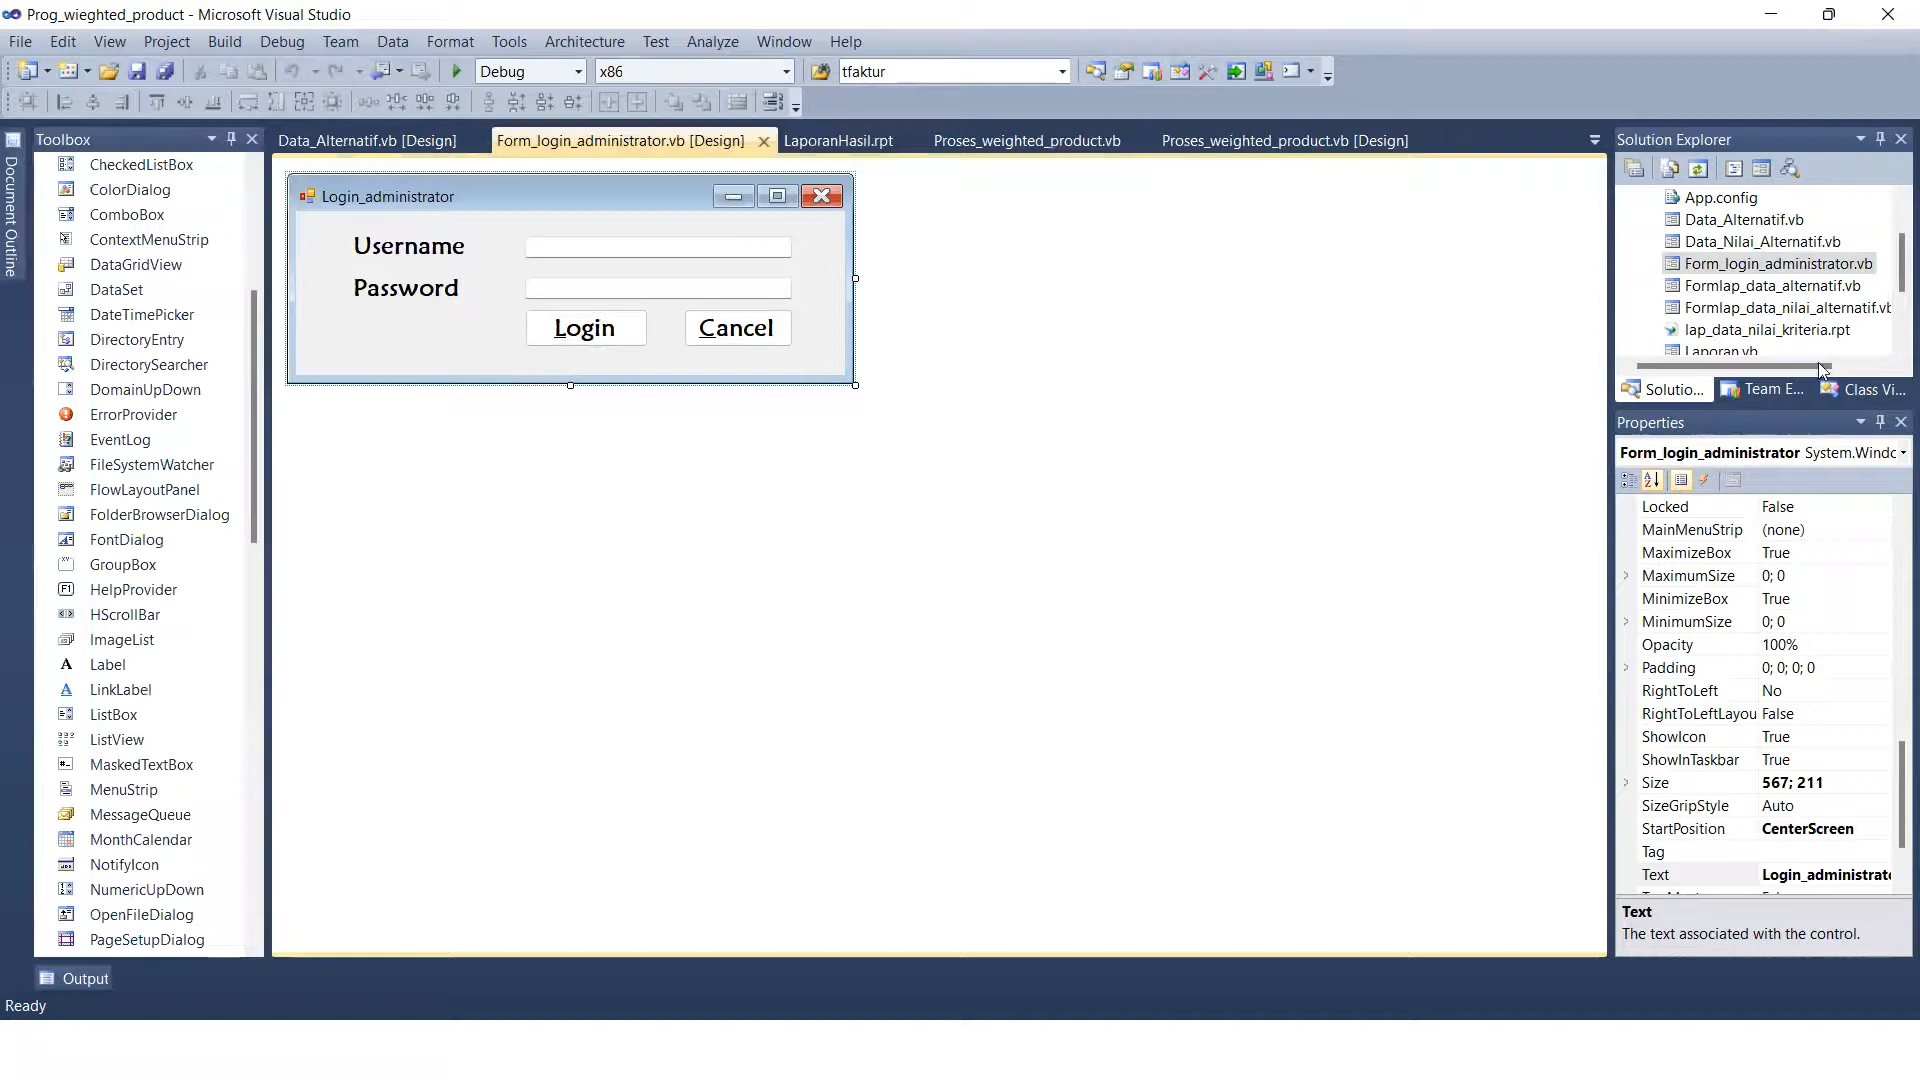 Prog_wieghted_product - Microsoft Visual Studio
File Edit View Project Build Debug Team Data Format Tools Architecture Test Analyze Window Help
Debug x86 tfaktur
Document Outline
Toolbox
CheckedListBox
ColorDialog
ComboBox
ContextMenuStrip
DataGridView
DataSet
DateTimePicker
DirectoryEntry
DirectorySearcher
DomainUpDown
ErrorProvider
EventLog
FileSystemWatcher
FlowLayoutPanel
FolderBrowserDialog
FontDialog
GroupBox
HelpProvider
HScrollBar
ImageList
Label
LinkLabel
ListBox
ListView
MaskedTextBox
MenuStrip
MessageQueue
MonthCalendar
NotifyIcon
NumericUpDown
OpenFileDialog
PageSetupDialog
Data_Alternatif.vb [Design] Form_login_administrator.vb [Design] LaporanHasil.rpt Proses_weighted_product.vb Proses_weighted_product.vb [Design]
Login_administrator
Username
Password
Login Cancel
Solution Explorer
App.config
Data_Alternatif.vb
Data_Nilai_Alternatif.vb
Form_login_administrator.vb
Formlap_data_alternatif.vb
Formlap_data_nilai_alternatif.vb
lap_data_nilai_kriteria.rpt
Laporan.vb
Solutio... Team E... Class Vi...
Properties
Form_login_administrator System.Windc
Locked False
MainMenuStrip (none)
MaximizeBox True
MaximumSize 0; 0
MinimizeBox True
MinimumSize 0; 0
Opacity 100%
Padding 0; 0; 0; 0
RightToLeft No
RightToLeftLayou False
ShowIcon True
ShowInTaskbar True
Size 567; 211
SizeGripStyle Auto
StartPosition CenterScreen
Tag
Text Login_administrato
Text
The text associated with the control.
Output
Ready